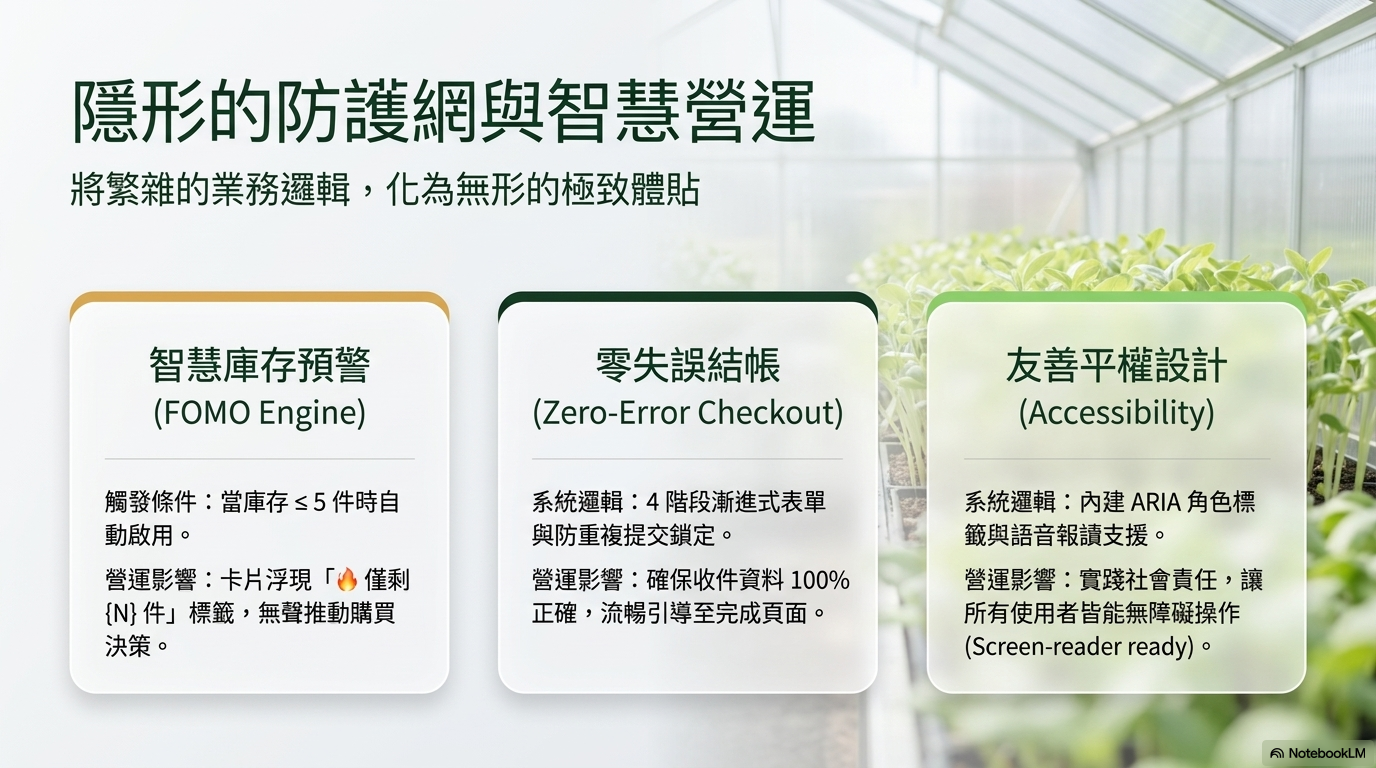 隱形的防護網與智慧營運
將繁雜的業務邏輯，化為無形的極致體貼
智慧庫存預警
(FOMO Engine)
觸發條件：當庫存 ≤ 5 件時自
動啟用。
營運影響：卡片浮現「🔥 僅剩
{N} 件」標籤，無聲推動購買
決策。
零失誤結帳
(Zero-Error Checkout)
系統邏輯：4 階段漸進式表單
與防重複提交鎖定。
營運影響：確保收件資料 100%
正確，流暢引導至完成頁面。
友善平權設計
(Accessibility)
系統邏輯：內建 ARIA 角色標
籤與語音報讀支援。
營運影響：實踐社會責任，讓
所有使用者皆能無障礙操作
(Screen-reader ready)。
NotebookLM